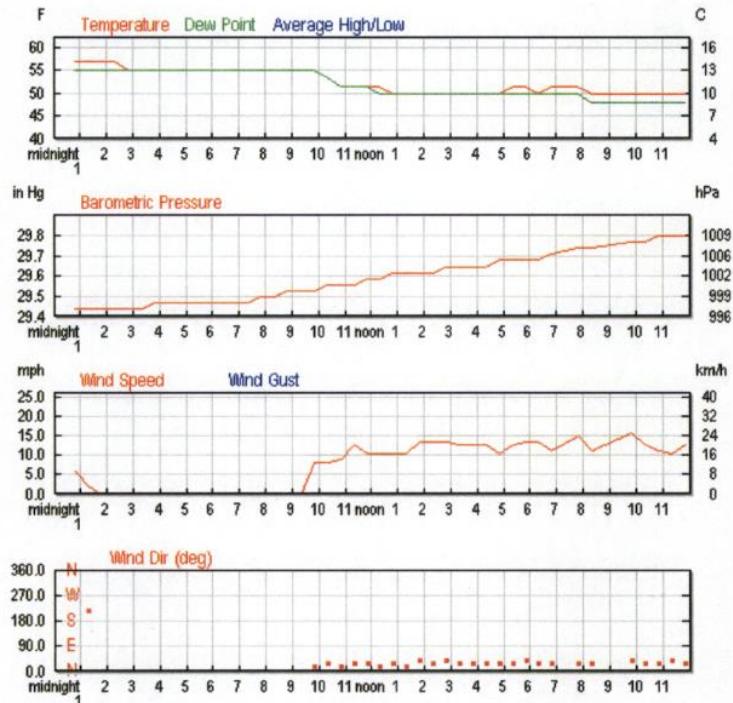 F Temperature Dew Point Average High/Low C
60 16
55 13
50 10
45 7
40 4
midnight 1 2 3 4 5 6 7 8 9 10 11 noon 1 2 3 4 5 6 7 8 9 10 11
in Hg Barometric Pressure hPa
29.8 1009
29.7 1006
29.6 1002
29.5 999
29.4 996
midnight 1 2 3 4 5 6 7 8 9 10 11 noon 1 2 3 4 5 6 7 8 9 10 11
mph Wind Speed Wind Gust km/h
25.0 40
20.0 32
15.0 24
10.0 16
5.0 8
0.0 0
midnight 1 2 3 4 5 6 7 8 9 10 11 noon 1 2 3 4 5 6 7 8 9 10 11
Wind Dir (deg)
360.0 N
270.0 W
180.0 S
90.0 E
0.0 N
midnight 1 2 3 4 5 6 7 8 9 10 11 noon 1 2 3 4 5 6 7 8 9 10 11